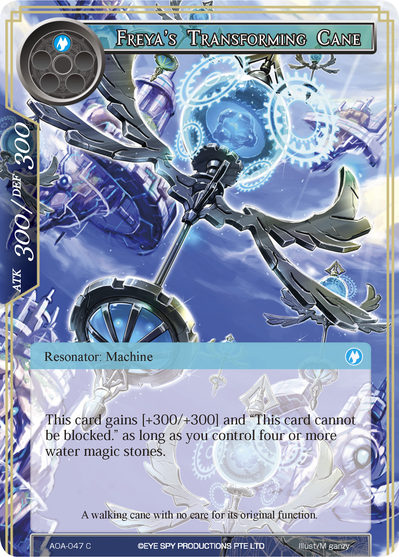 Freya's Transforming Cane
ATK 300/ DEF 300
Resonator: Machine
This card gains [+300/+300] and "This card cannot
be blocked." as long as you control four or more
water magic stones.
A walking cane with no care for its original function.
AOA-047 C ©EYE SPY PRODUCTIONS PTE LTD Illust/M ganzy